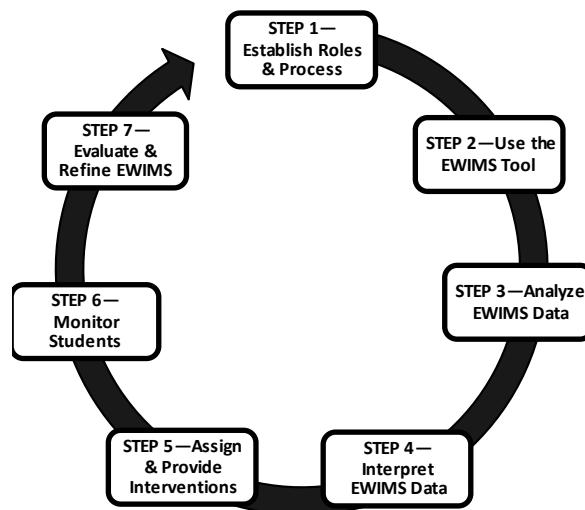 STEP 1—
Establish Roles
& Process
STEP 2—Use the
EWIMS Tool
STEP 3—Analyze
EWIMS Data
STEP 4—
Interpret
EWIMS Data
STEP 5—Assign
& Provide
Interventions
STEP 6—
Monitor
Students
STEP 7—
Evaluate &
Refine EWIMS